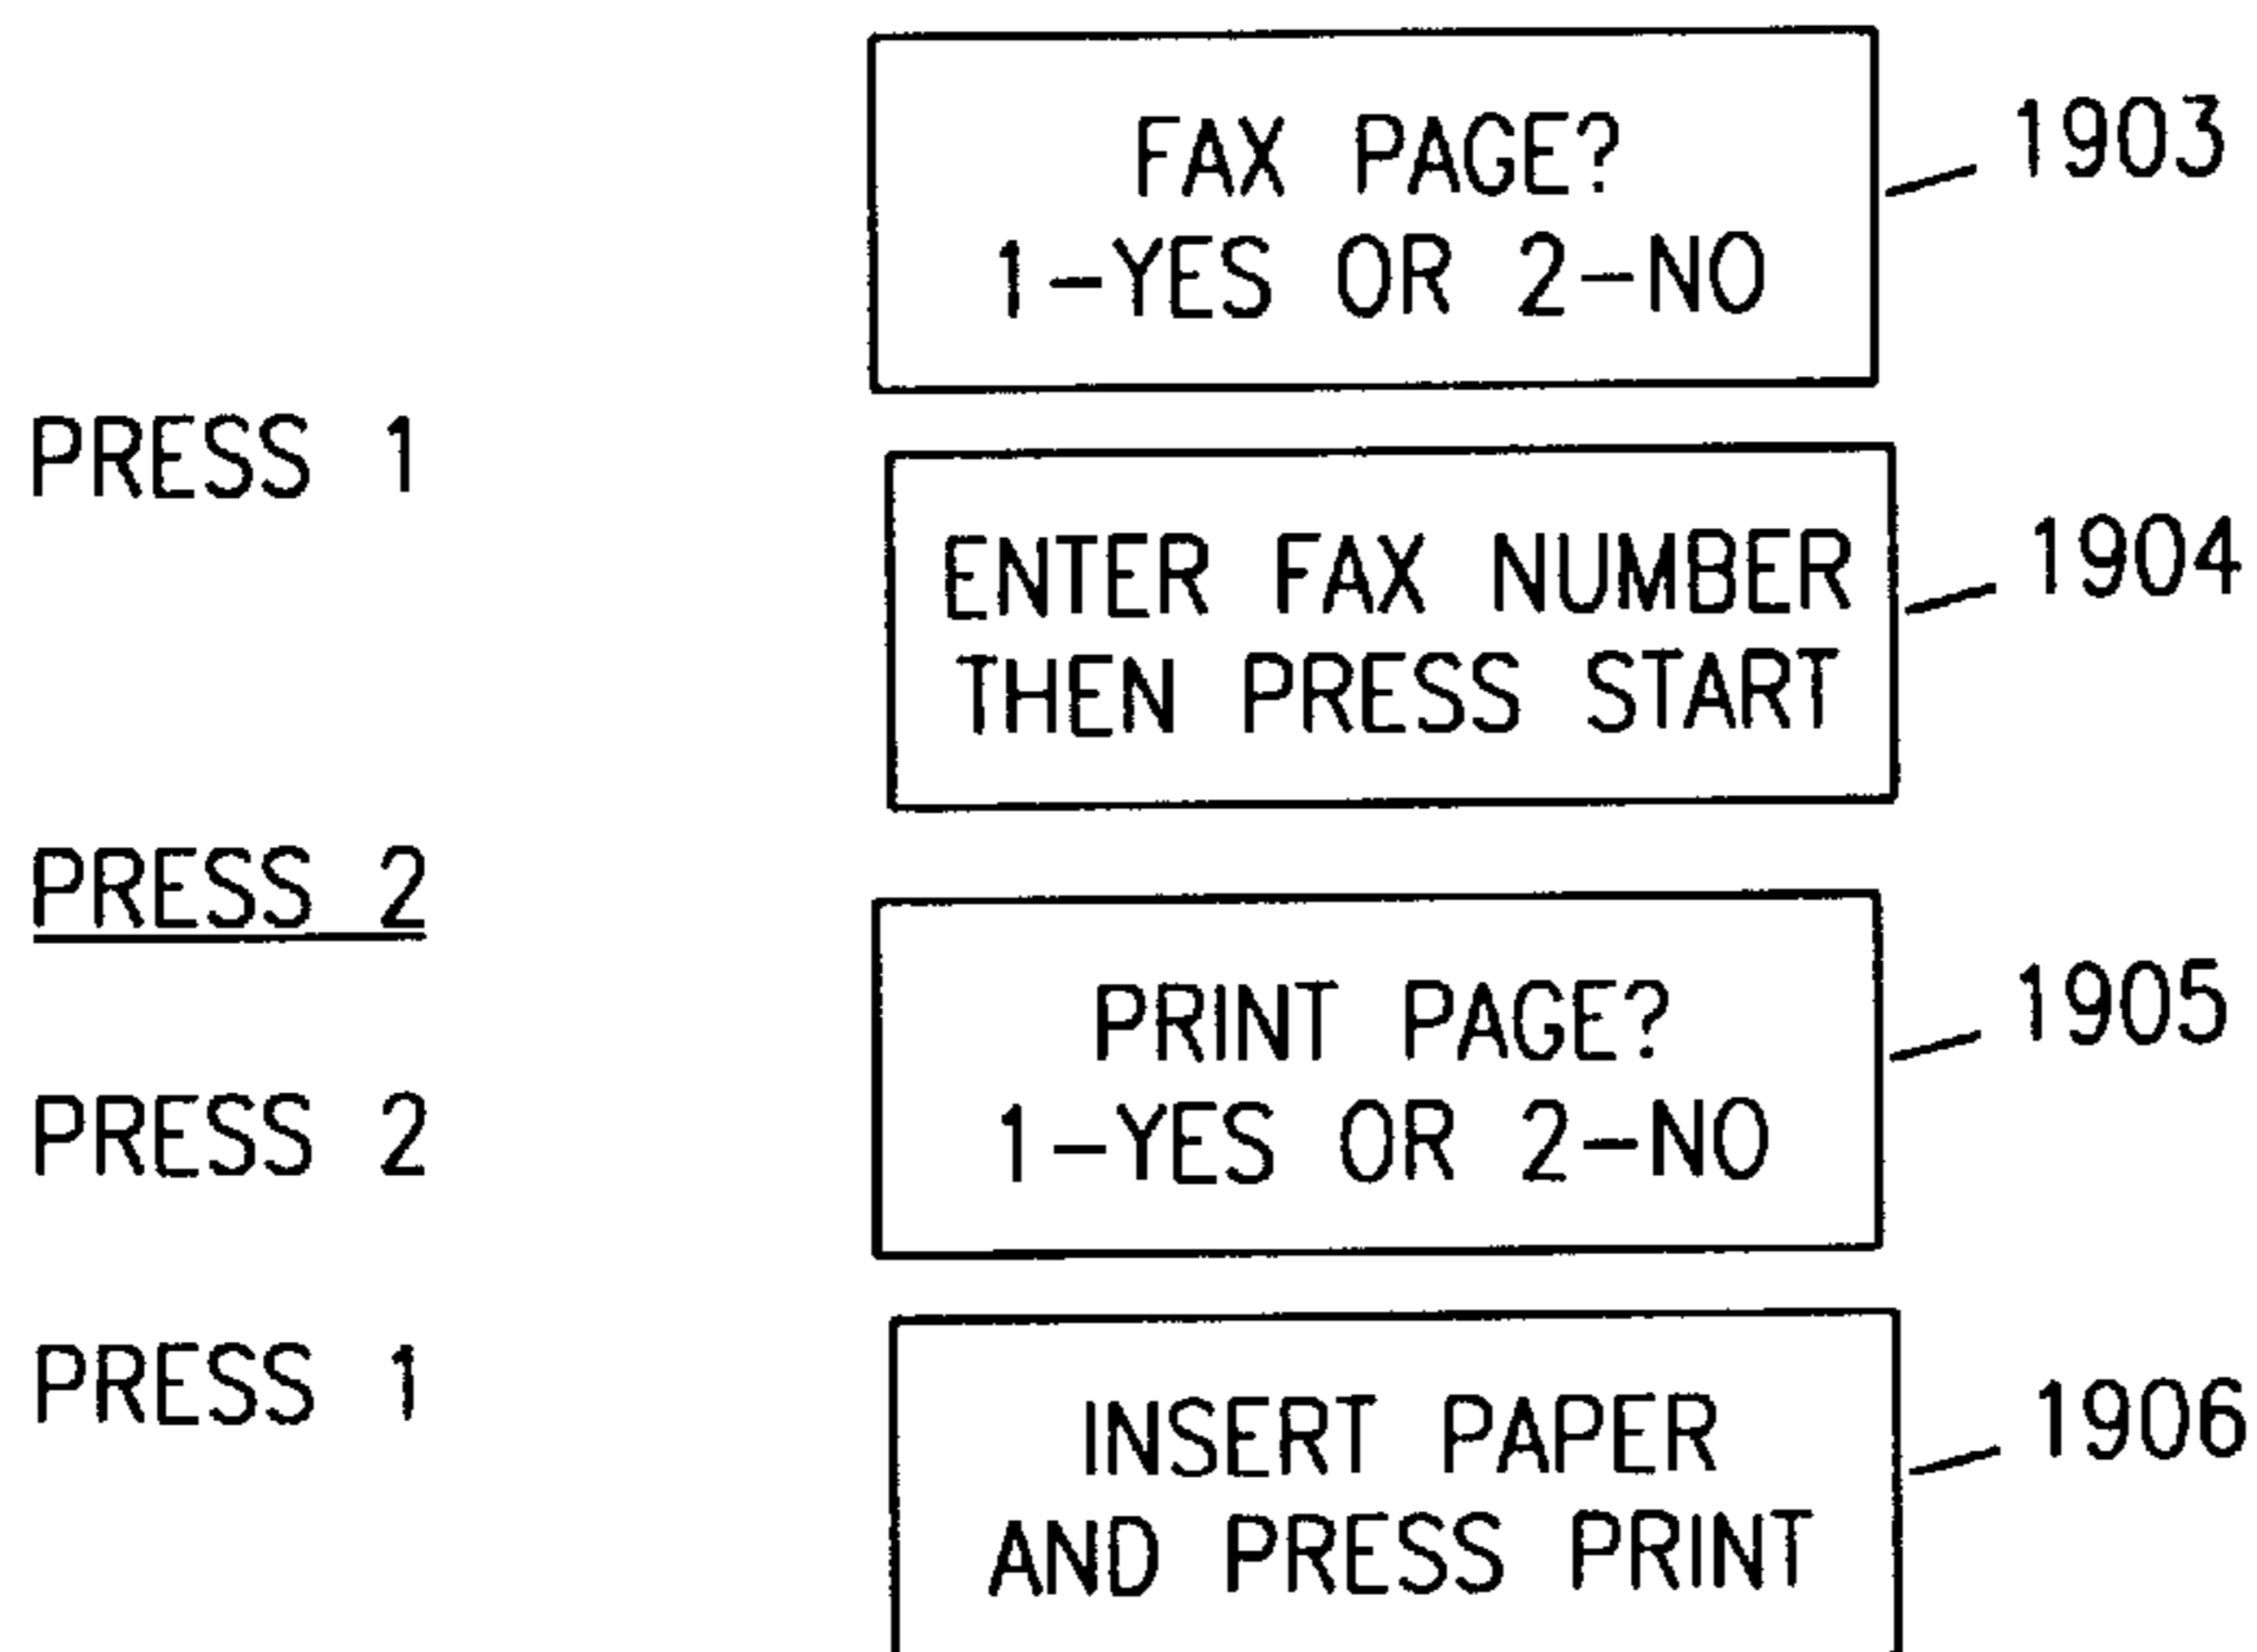 FAX PAGE?
1-YES OR 2-NO
1903
PRESS 1
ENTER FAX NUMBER
THEN PRESS START
1904
PRESS 2
PRINT PAGE?
1-YES OR 2-NO
1905
PRESS 2
PRESS 1
INSERT PAPER
AND PRESS PRINT
1906